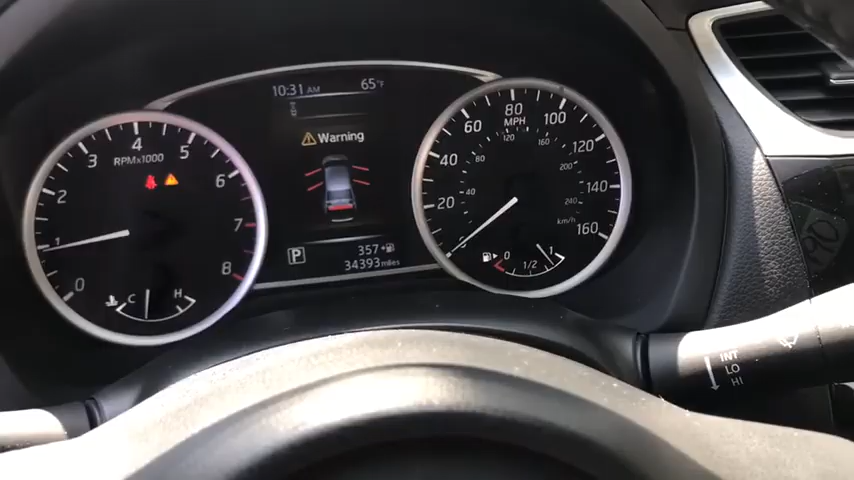 10:31 AM 65°F
Warning
P
357
34393 miles
RPM x1000
0 1 2 3 4 5 6 7 8
C H
MPH
20 40 60 80 100 120 140 160
40 80 120 160 200 240
km/h
0 1/2 1
INT
LO
HI